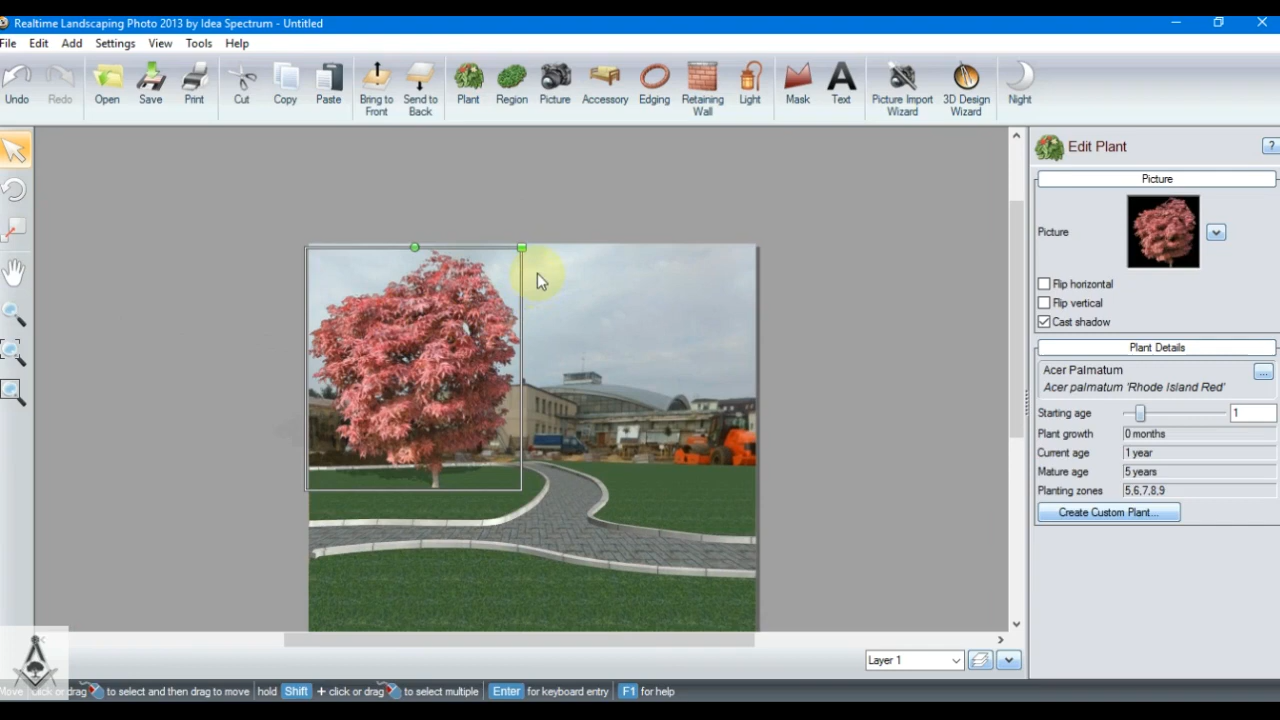 Realtime Landscaping Photo 2013 by Idea Spectrum - Untitled
File Edit Add Settings View Tools Help
Undo Redo Open Save Print Cut Copy Paste Bring to Front Send to Back Plant Region Picture Accessory Edging Retaining Wall Light Mask Text Picture Import Wizard 3D Design Wizard Night
Edit Plant ?
Picture
Picture
Flip horizontal
Flip vertical
Cast shadow
Plant Details
Acer Palmatum ...
Acer palmatum 'Rhode Island Red'
Starting age 1
Plant growth 0 months
Current age 1 year
Mature age 5 years
Planting zones 5,6,7,8,9
Create Custom Plant...
Layer 1
Move click or drag to select and then drag to move hold Shift + click or drag to select multiple Enter for keyboard entry F1 for help